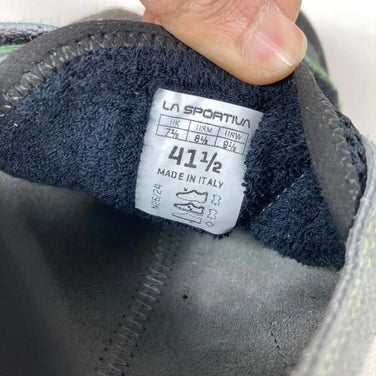 LA SPORTIVA
UK USM USW
7½ 8½ 9½
41½
MADE IN ITALY